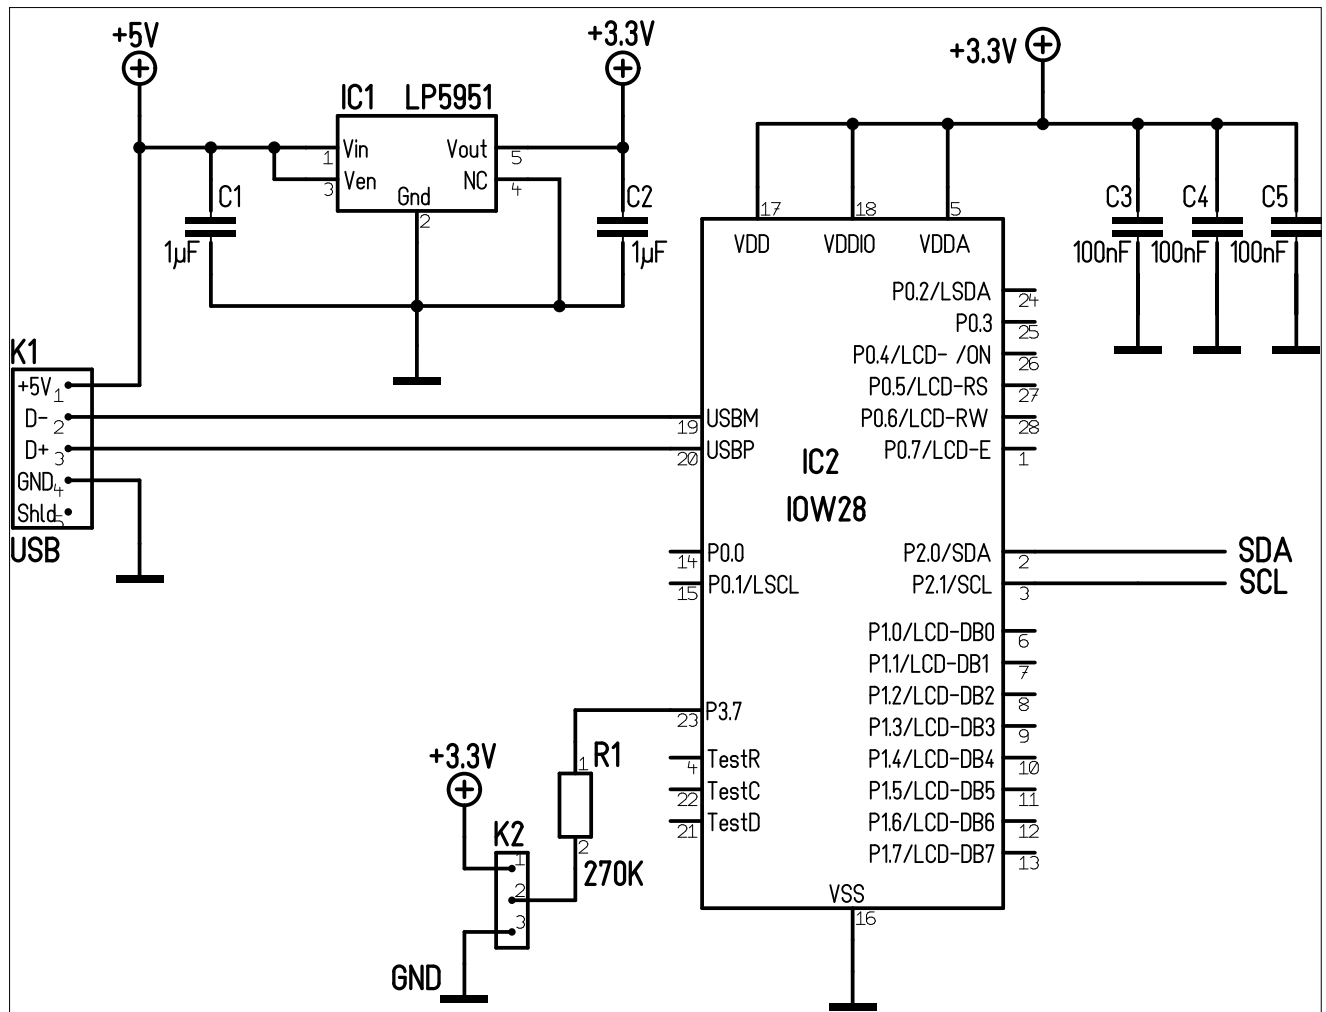 +5V
+3.3V
+3.3V
IC1 LP5951
1 Vin Vout 5
3 Ven NC 4
Gnd
2
C1
1µF
C2
1µF
C3
100nF
C4
100nF
C5
100nF
17 18 5
VDD VDDIO VDDA
P0.2/LSDA 24
P0.3 25
P0.4/LCD- /ON 26
P0.5/LCD-RS 27
P0.6/LCD-RW 28
P0.7/LCD-E 1
K1
+5V 1
D- 2
D+ 3
GND 4
Shld 5
USB
19 USBM
20 USBP
IC2
IOW28
14 P0.0
15 P0.1/LSCL
P2.0/SDA 2 SDA
P2.1/SCL 3 SCL
P1.0/LCD-DB0 6
P1.1/LCD-DB1 7
P1.2/LCD-DB2 8
P1.3/LCD-DB3 9
P1.4/LCD-DB4 10
P1.5/LCD-DB5 11
P1.6/LCD-DB6 12
P1.7/LCD-DB7 13
23 P3.7
4 TestR
22 TestC
21 TestD
+3.3V
1 R1
2 270K
K2
1
2
3
GND
VSS
16